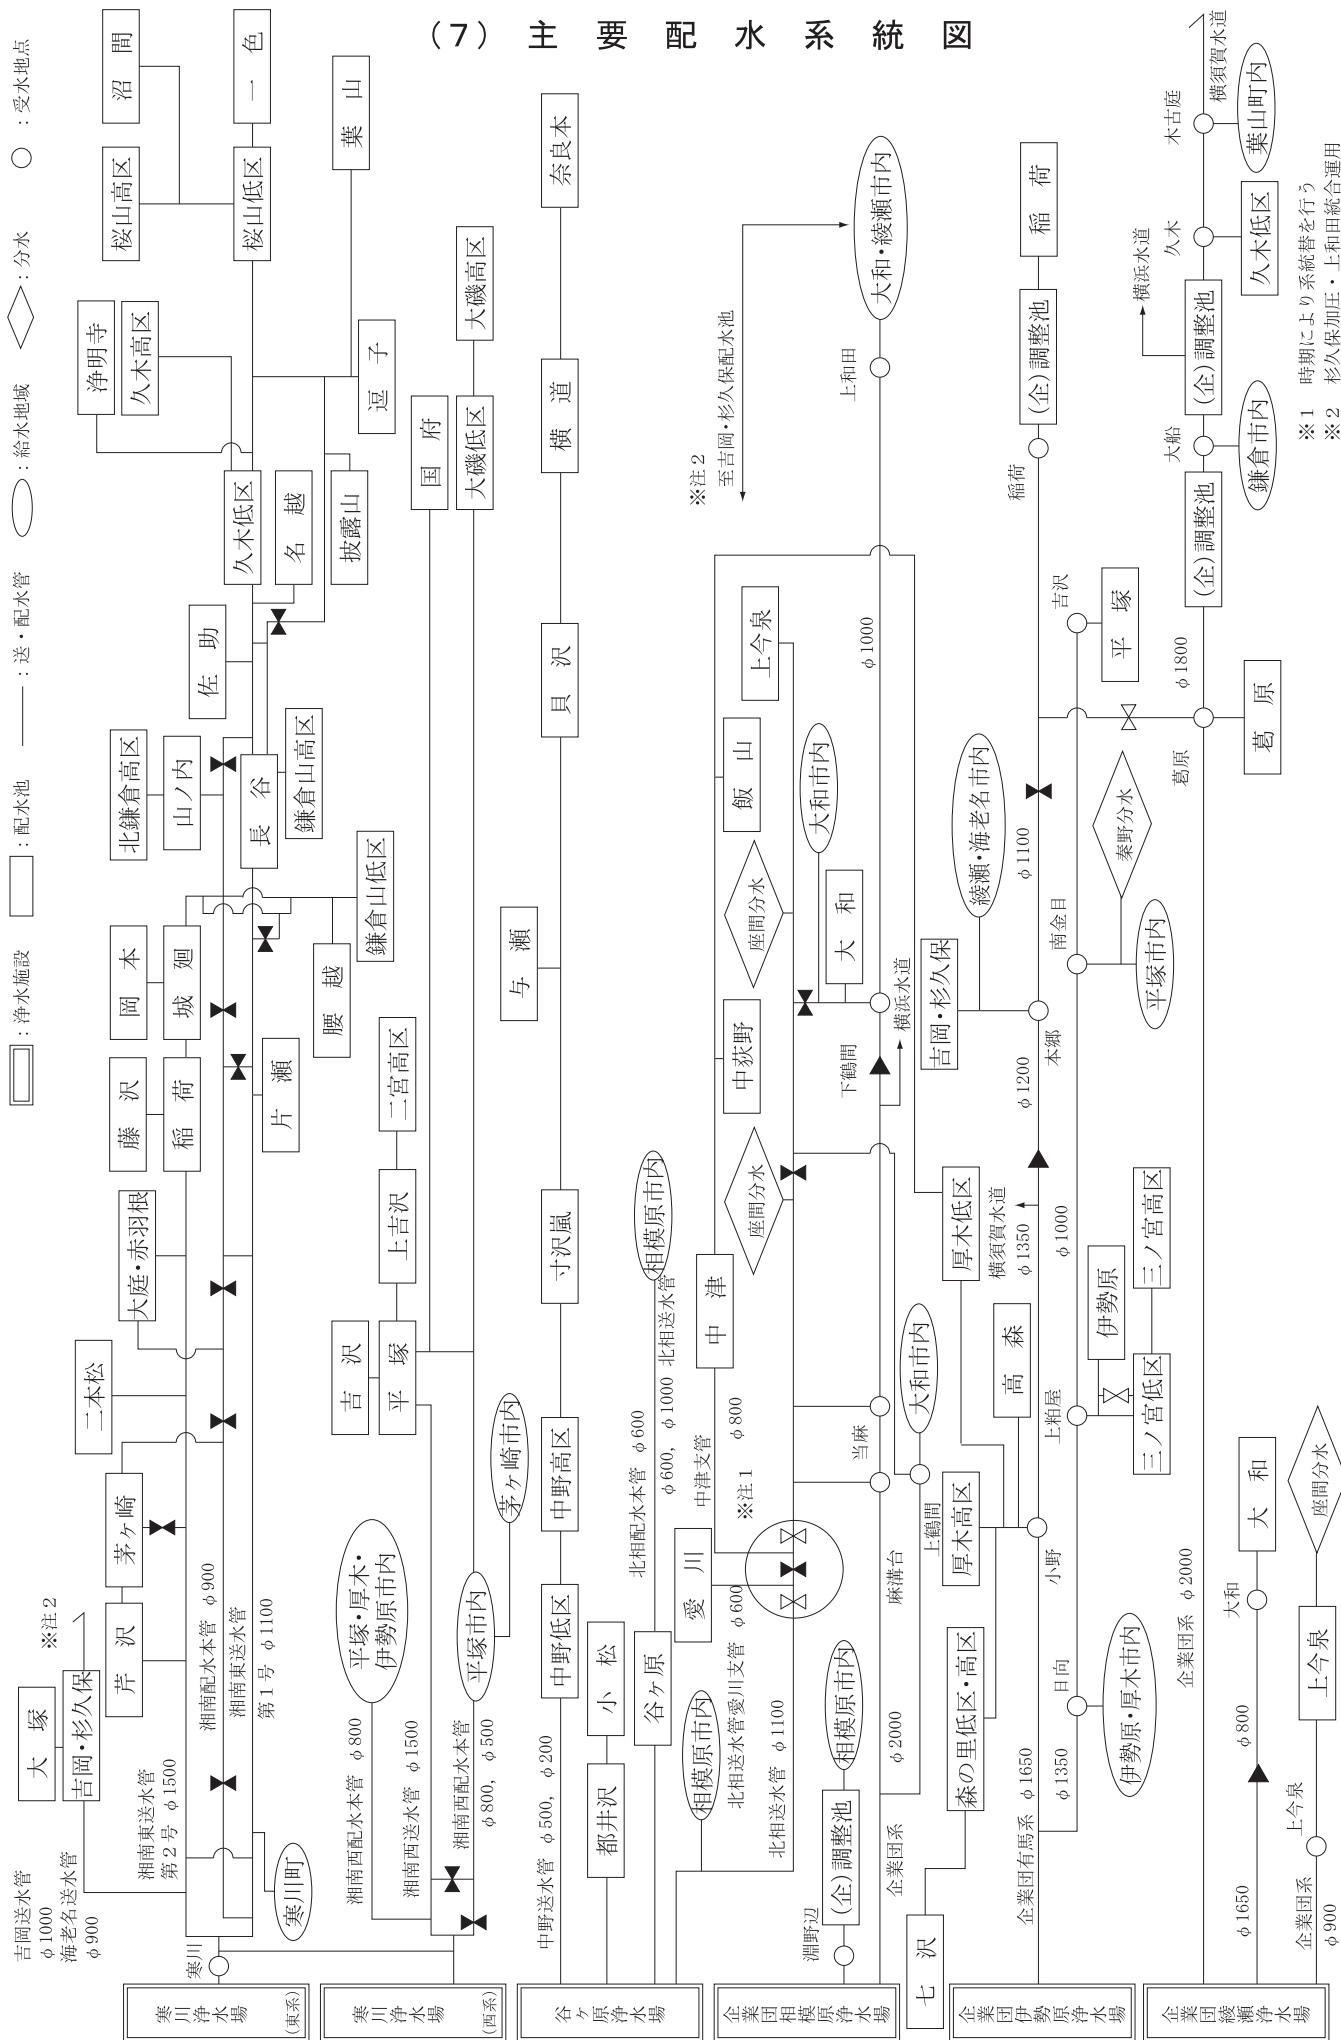 (７) 主要配水系統図
：浄水施設
：配水池
：送・配水管
：給水地域
：分水
：受水地点
寒川浄水場
(東系)
寒川
吉岡送水管
φ1000
海老名送水管
φ900
大塚
吉岡・杉久保
※注２
湘南東送水管
第２号 φ1500
寒川町
芹沢
茅ヶ崎
湘南配水本管 φ900
湘南東送水管
第１号 φ1100
二本松
大庭・赤羽根
藤沢
稲荷
片瀬
岡本
城廻
腰越
鎌倉山低区
北鎌倉高区
山ノ内
長谷
鎌倉山高区
佐助
久木低区
名越
披露山
浄明寺
久木高区
逗子
桜山高区
桜山低区
沼間
一色
葉山
寒川浄水場
(西系)
湘南西配水本管 φ800
湘南西送水管 φ1500
湘南西配水本管
φ800, φ500
平塚・厚木・
伊勢原市内
平塚市内
茅ヶ崎市内
吉沢
平塚
上吉沢
二宮高区
国府
大磯低区
大磯高区
谷ヶ原浄水場
中野送水管 φ500, φ200
中野低区
中野高区
寸沢嵐
与瀬
貝沢
横道
奈良本
都井沢
小松
谷ヶ原
北相配水本管 φ600
φ600, φ1000 北相送水管
相模原市内
相模原市内
北相送水管愛川支管 φ600
愛川
中津支管 φ800
※注１
北相送水管 φ1100
中津
座間分水
中荻野
座間分水
飯山
大和市内
大和
上今泉
企業団相模原浄水場
淵野辺
(企)調整池
相模原市内
企業団系 φ2000
麻溝台
当麻
上鶴間
大和市内
下鶴間
横浜水道
φ1000
上和田
大和・綾瀬市内
※注２
至吉岡・杉久保配水池
企業団伊勢原浄水場
七沢
森の里低区・高区
厚木高区
高森
厚木低区
企業団有馬系 φ1650
小野
横須賀水道
φ1350
φ1200
本郷
吉岡・杉久保
綾瀬・海老名市内
φ1100
稲荷
(企)調整池
稲荷
φ1350
日向
伊勢原・厚木市内
上粕屋
伊勢原
三ノ宮低区
三ノ宮高区
φ1000
南金目
秦野分水
平塚市内
吉沢
平塚
企業団綾瀬浄水場
企業団系 φ2000
葛原
葛原
φ1800
(企)調整池
大船
鎌倉市内
(企)調整池
横浜水道
久木
久木低区
木古庭
葉山町内
横須賀水道
φ1650
φ800
大和
大和
企業団系
φ900
上今泉
上今泉
座間分水
※１ 時期により系統替を行う
※２ 杉久保加圧・上和田統合運用